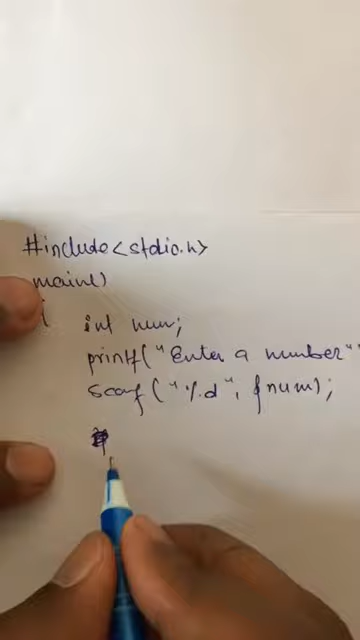 #include<stdio.h>
main()
{
int num;
printf("Enter a number"
scanf("%d", &num);